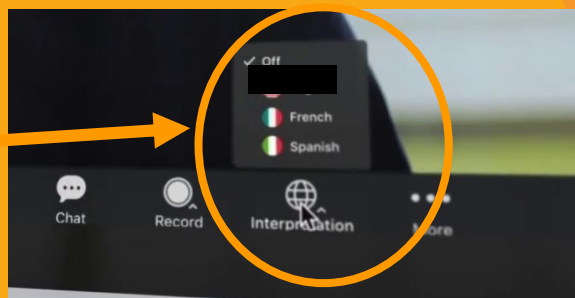 Off
French
Spanish
Chat
Record
Interpretation
More